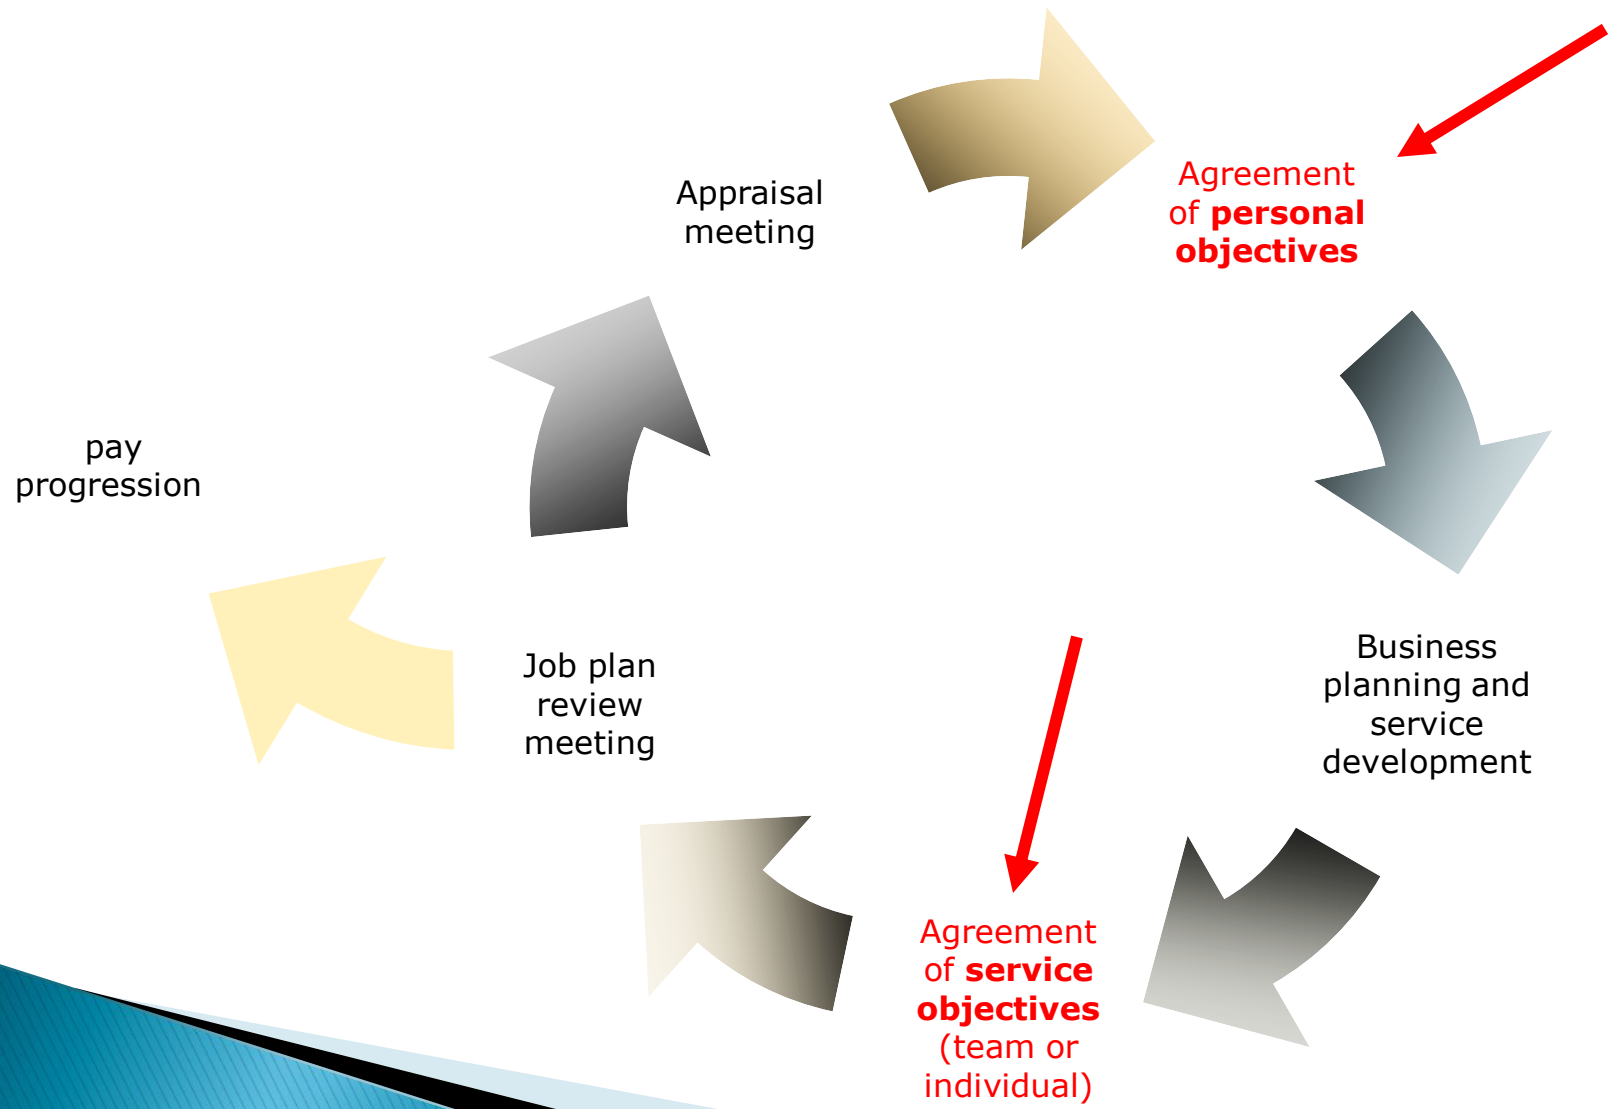 Appraisal
meeting
Agreement
of personal
objectives
Business
planning and
service
development
Agreement
of service
objectives
(team or
individual)
Job plan
review
meeting
pay
progression